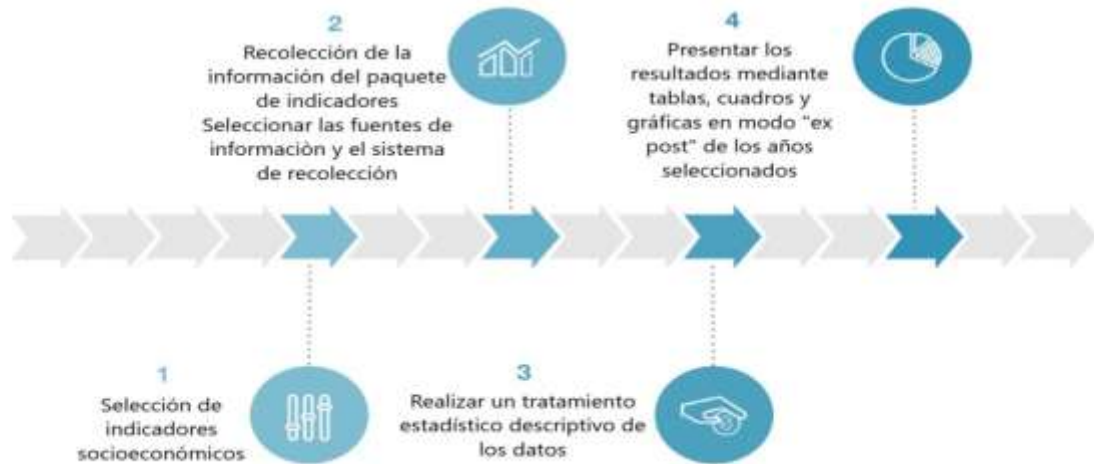 2
Recolección de la
información del paquete
de indicadores
Seleccionar las fuentes de
informaciòn y el sistema
de recolección
4
Presentar los
resultados mediante
tablas, cuadros y
gráficas en modo "ex
post" de los años
seleccionados
1
Selección de
indicadores
socioeconómicos
3
Realizar un tratamiento
estadístico descriptivo de
los datos